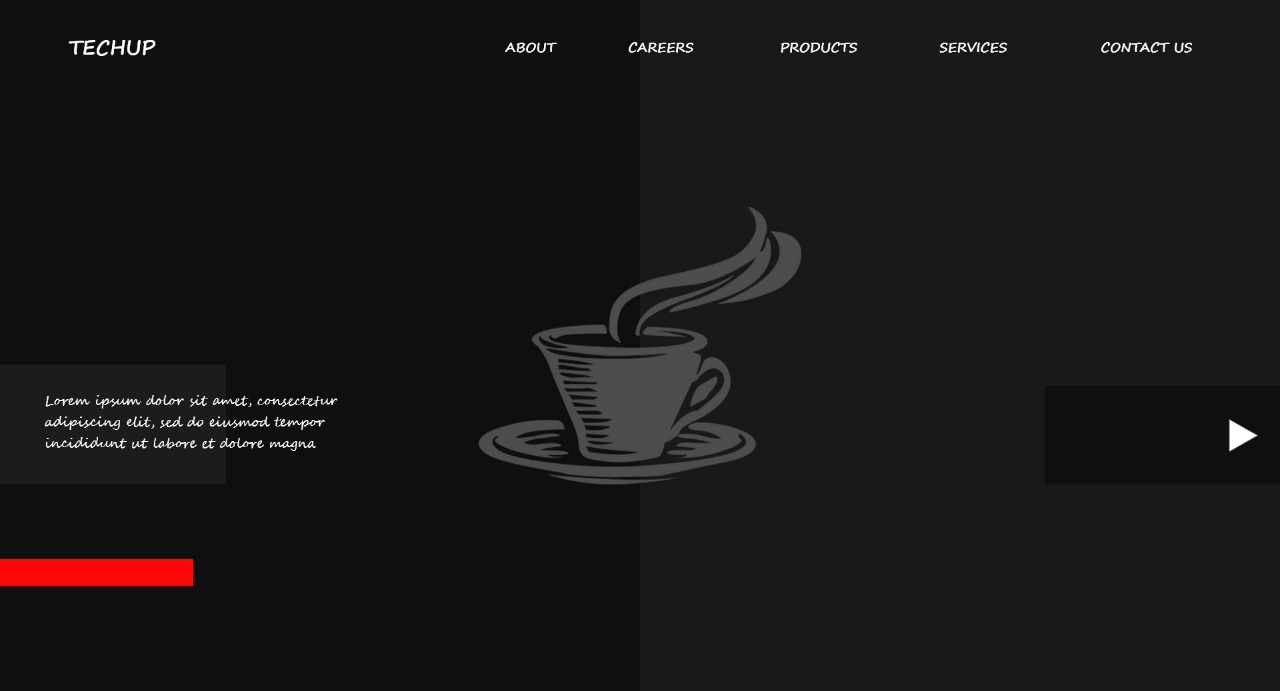 TECHUP
ABOUT CAREERS PRODUCTS SERVICES CONTACT US
Lorem ipsum dolor sit amet, consectetur
adipiscing elit, sed do eiusmod tempor
incididunt ut labore et dolore magna